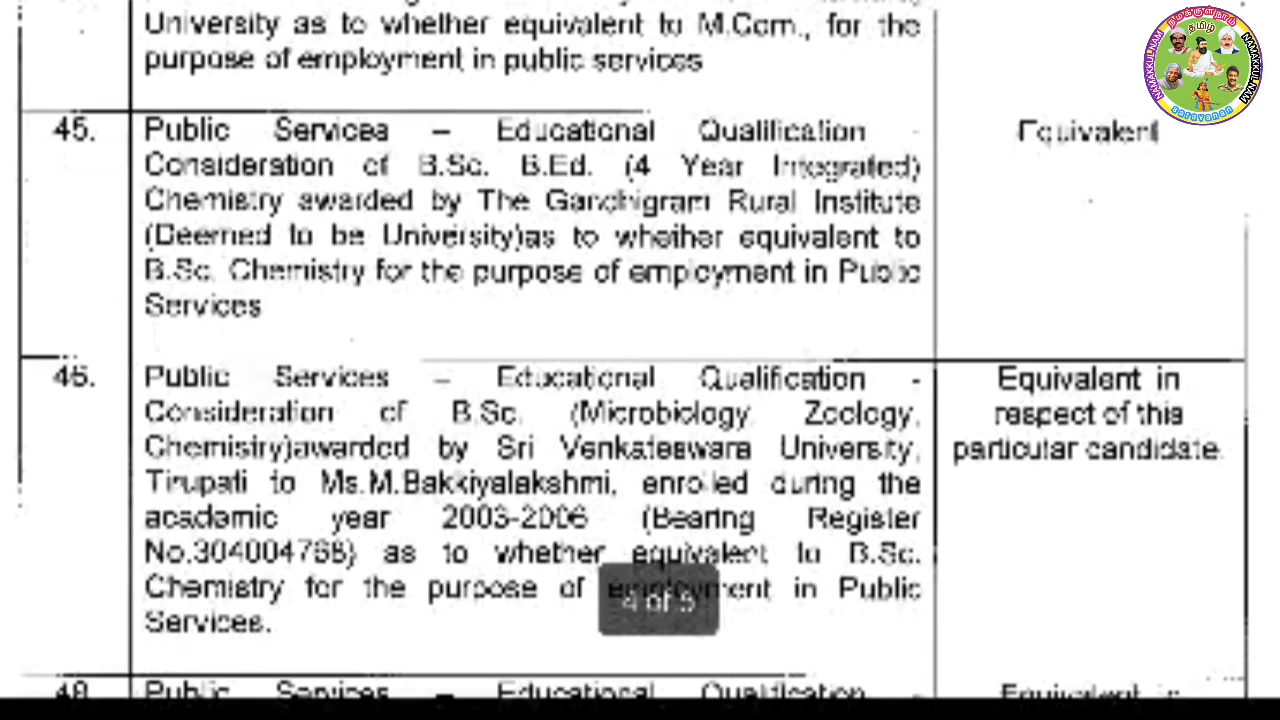 University as to whether equivalent to M.Com., for the
purpose of employment in public services
45. Public Services – Educational Qualification - Equivalent
Consideration of B.Sc. B.Ed. (4 Year Integrated)
Chemistry awarded by The Gandhigram Rural Institute
(Deemed to be University)as to whether equivalent to
B.Sc. Chemistry for the purpose of employment in Public
Services
46. Public Services – Educational Qualification - Equivalent in
Consideration of B.Sc. (Microbiology, Zoology, respect of this
Chemistry)awarded by Sri Venkateswara University, particular candidate.
Tirupati to Ms.M.Bakkiyalakshmi, enrolled during the
academic year 2003-2006 (Bearing Register
No.304004768) as to whether equivalent to B.Sc.
Chemistry for the purpose of employment in Public
Services.
4 of 5
Public Services – Educational Qualification - Equivalent
நமக்குள்நாம்
தமிழ்
NAMAKKULNAM
NAMAKKULNAM
saravanan